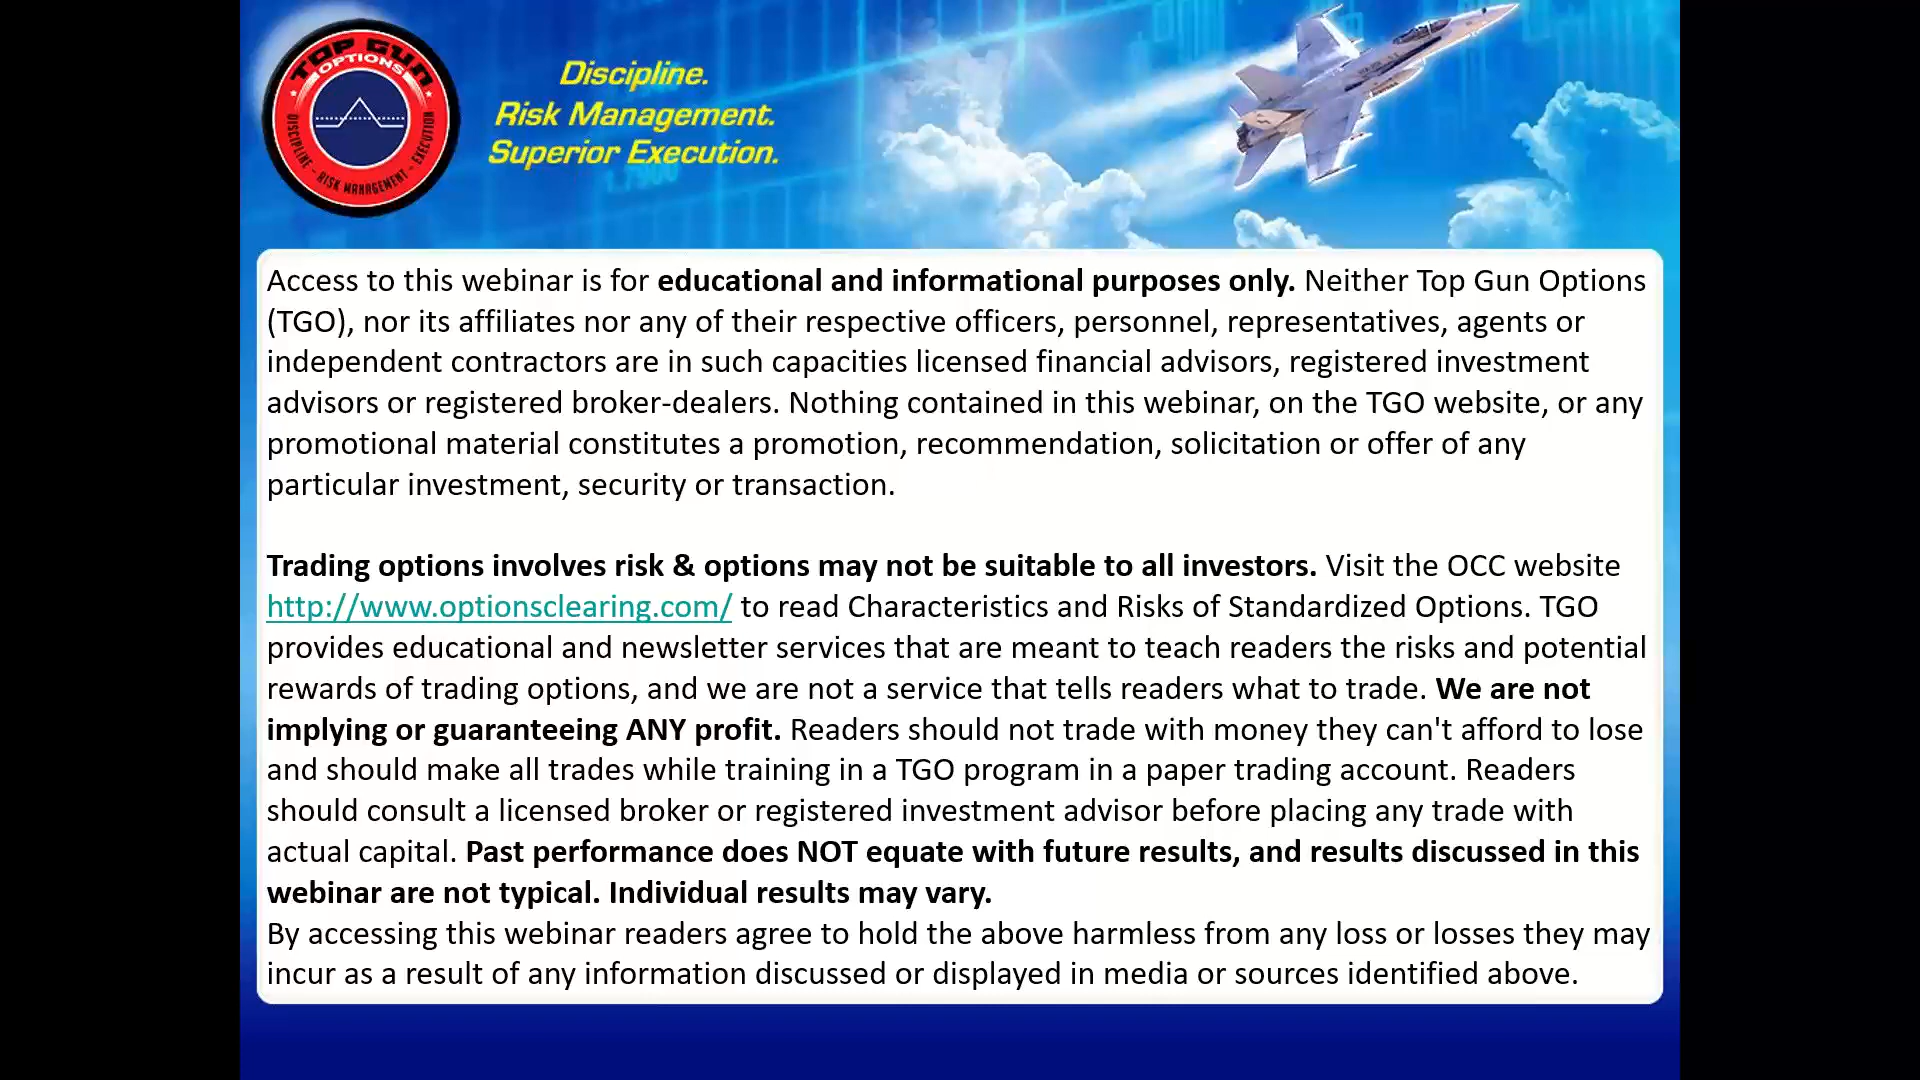 TOP GUN
OPTIONS
DISCIPLINE - RISK MANAGEMENT - EXECUTION
Discipline.
Risk Management.
Superior Execution.
Access to this webinar is for educational and informational purposes only. Neither Top Gun Options
(TGO), nor its affiliates nor any of their respective officers, personnel, representatives, agents or
independent contractors are in such capacities licensed financial advisors, registered investment
advisors or registered broker-dealers. Nothing contained in this webinar, on the TGO website, or any
promotional material constitutes a promotion, recommendation, solicitation or offer of any
particular investment, security or transaction.
Trading options involves risk & options may not be suitable to all investors. Visit the OCC website
http://www.optionsclearing.com/ to read Characteristics and Risks of Standardized Options. TGO
provides educational and newsletter services that are meant to teach readers the risks and potential
rewards of trading options, and we are not a service that tells readers what to trade. We are not
implying or guaranteeing ANY profit. Readers should not trade with money they can't afford to lose
and should make all trades while training in a TGO program in a paper trading account. Readers
should consult a licensed broker or registered investment advisor before placing any trade with
actual capital. Past performance does NOT equate with future results, and results discussed in this
webinar are not typical. Individual results may vary.
By accessing this webinar readers agree to hold the above harmless from any loss or losses they may
incur as a result of any information discussed or displayed in media or sources identified above.